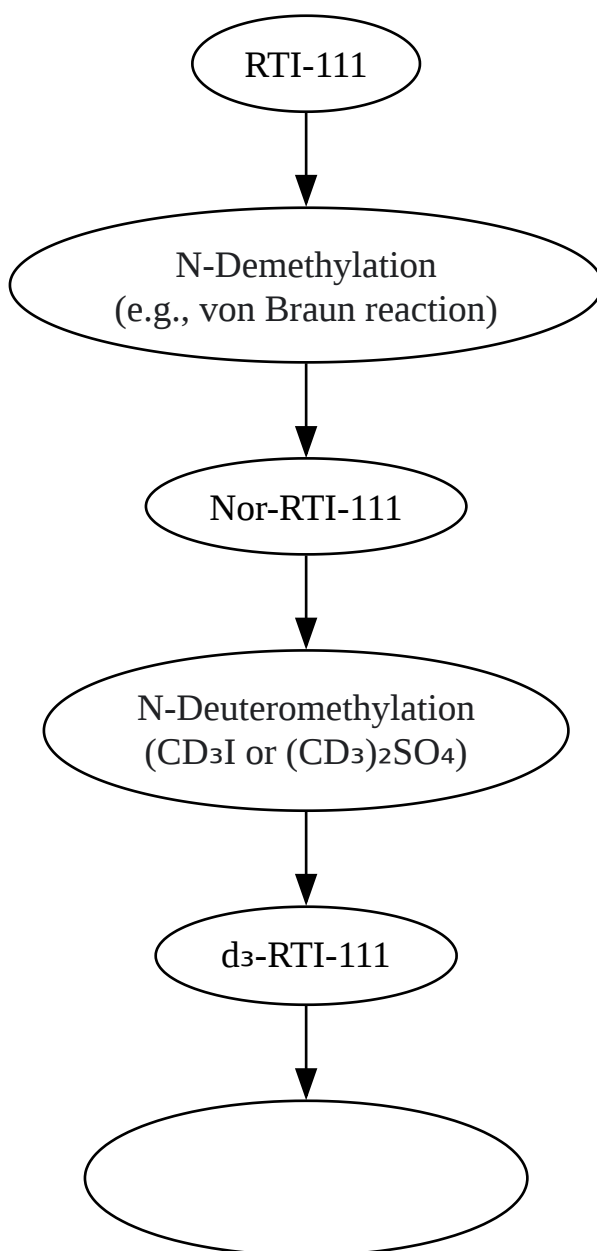 RTI-111
N-Demethylation
(e.g., von Braun reaction)
Nor-RTI-111
N-Deuteromethylation
(CD₃I or (CD₃)₂SO₄)
d₃-RTI-111